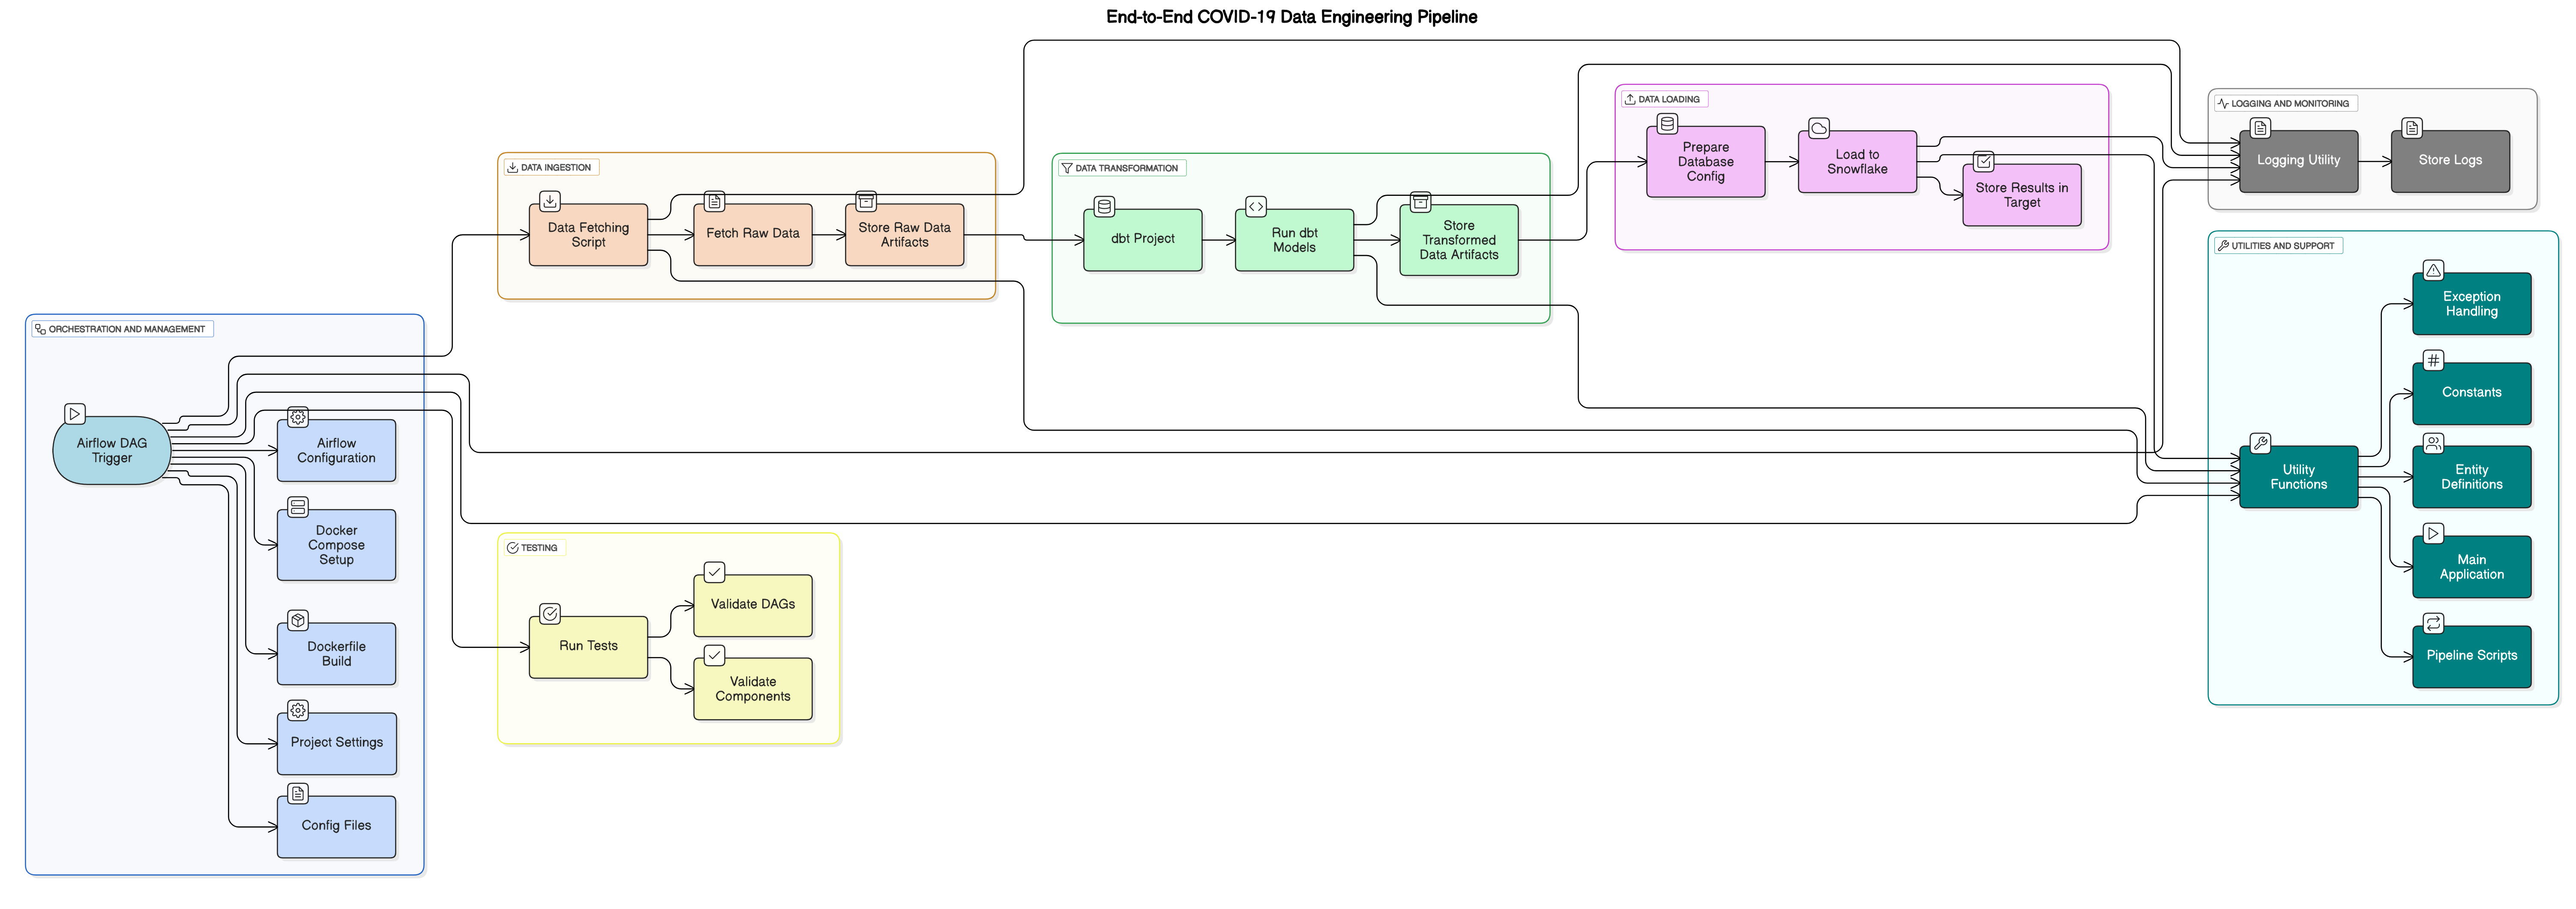 End-to-End COVID-19 Data Engineering Pipeline
ORCHESTRATION AND MANAGEMENT
Airflow DAG
Trigger
Airflow
Configuration
Docker
Compose
Setup
Dockerfile
Build
Project Settings
Config Files
DATA INGESTION
Data Fetching
Script
Fetch Raw Data
Store Raw Data
Artifacts
TESTING
Run Tests
Validate DAGs
Validate
Components
DATA TRANSFORMATION
dbt Project
Run dbt
Models
Store
Transformed
Data Artifacts
DATA LOADING
Prepare
Database
Config
Load to
Snowflake
Store Results in
Target
LOGGING AND MONITORING
Logging Utility
Store Logs
UTILITIES AND SUPPORT
Utility
Functions
Exception
Handling
Constants
Entity
Definitions
Main
Application
Pipeline Scripts